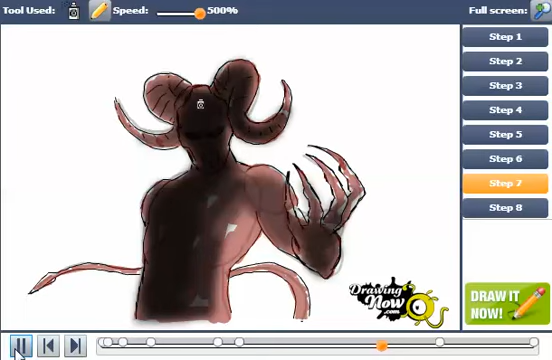 Tool Used: Speed: 500% Full screen:
Step 1
Step 2
Step 3
Step 4
Step 5
Step 6
Step 7
Step 8
Drawing
Now.com
DRAW IT
NOW!